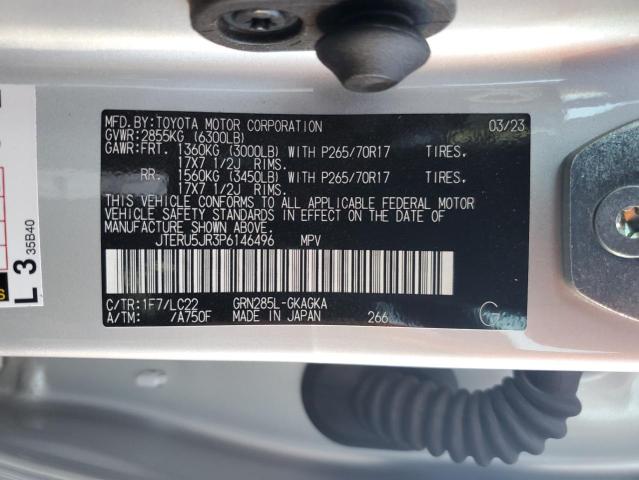 MFD.BY:TOYOTA MOTOR CORPORATION 03/23
GVWR:2855KG (6300LB)
GAWR:FRT. 1360KG (3000LB) WITH P265/70R17 TIRES.
17X7 1/2J RIMS.
RR. 1560KG (3450LB) WITH P265/70R17 TIRES.
17X7 1/2J RIMS.
THIS VEHICLE CONFORMS TO ALL APPLICABLE FEDERAL MOTOR
VEHICLE SAFETY STANDARDS IN EFFECT ON THE DATE OF
MANUFACTURE SHOWN ABOVE.
JTERU5JR3P6146496 MPV
C/TR:1F7/LC22 GRN285L-GKAGKA
A/TM: /A750F MADE IN JAPAN 266
L 3
35B40